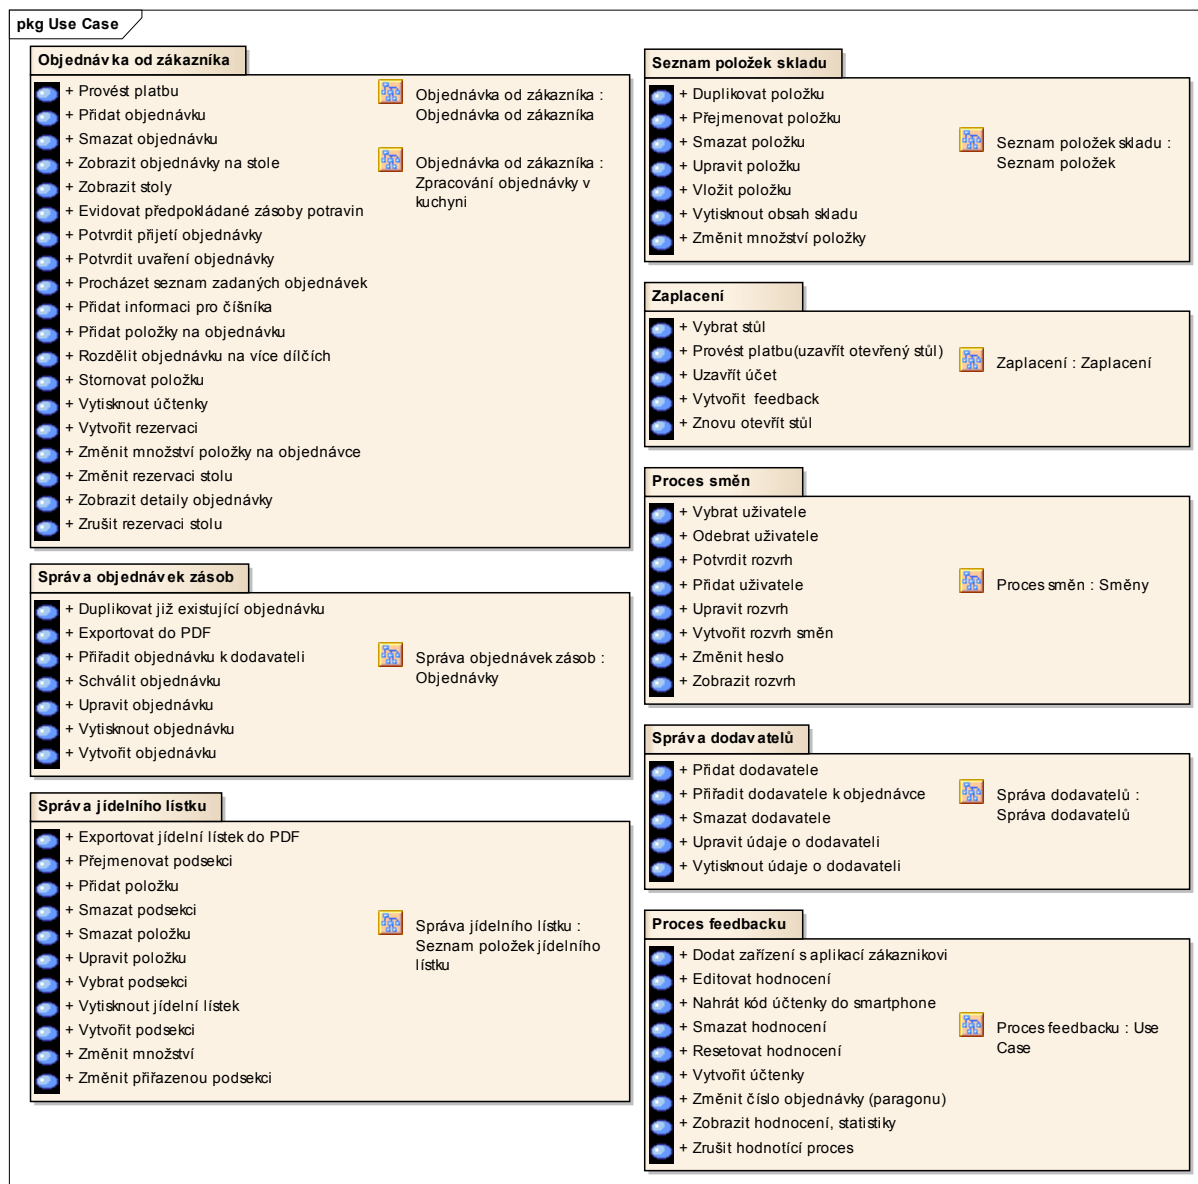 pkg Use Case
Objednávka od zákazníka
+ Provést platbu
+ Přidat objednávku
+ Smazat objednávku
+ Zobrazit objednávky na stole
+ Zobrazit stoly
+ Evidovat předpokládané zásoby potravin
+ Potvrdit přijetí objednávky
+ Potvrdit uvaření objednávky
+ Procházet seznam zadaných objednávek
+ Přidat informaci pro číšníka
+ Přidat položky na objednávku
+ Rozdělit objednávku na více dílčích
+ Stornovat položku
+ Vytisknout účtenky
+ Vytvořit rezervaci
+ Změnit množství položky na objednávce
+ Změnit rezervaci stolu
+ Zobrazit detaily objednávky
+ Zrušit rezervaci stolu
Objednávka od zákazníka :
Objednávka od zákazníka
Objednávka od zákazníka :
Zpracování objednávky v
kuchyni
Správa objednávek zásob
+ Duplikovat již existující objednávku
+ Exportovat do PDF
+ Přiřadit objednávku k dodavateli
+ Schválit objednávku
+ Upravit objednávku
+ Vytisknout objednávku
+ Vytvořit objednávku
Správa objednávek zásob :
Objednávky
Správa jídelního lístku
+ Exportovat jídelní lístek do PDF
+ Přejmenovat podsekci
+ Přidat položku
+ Smazat podsekci
+ Smazat položku
+ Upravit položku
+ Vybrat podsekci
+ Vytisknout jídelní lístek
+ Vytvořit podsekci
+ Změnit množství
+ Změnit přiřazenou podsekci
Správa jídelního lístku :
Seznam položek jídelního
lístku
Seznam položek skladu
+ Duplikovat položku
+ Přejmenovat položku
+ Smazat položku
+ Upravit položku
+ Vložit položku
+ Vytisknout obsah skladu
+ Změnit množství položky
Seznam položek skladu :
Seznam položek
Zaplacení
+ Vybrat stůl
+ Provést platbu(uzavřít otevřený stůl)
+ Uzavřít účet
+ Vytvořit  feedback
+ Znovu otevřít stůl
Zaplacení : Zaplacení
Proces směn
+ Vybrat uživatele
+ Odebrat uživatele
+ Potvrdit rozvrh
+ Přidat uživatele
+ Upravit rozvrh
+ Vytvořit rozvrh směn
+ Změnit heslo
+ Zobrazit rozvrh
Proces směn : Směny
Správa dodavatelů
+ Přidat dodavatele
+ Přiřadit dodavatele k objednávce
+ Smazat dodavatele
+ Upravit údaje o dodavateli
+ Vytisknout údaje o dodavateli
Správa dodavatelů :
Správa dodavatelů
Proces feedbacku
+ Dodat zařízení s aplikací zákaznikovi
+ Editovat hodnocení
+ Nahrát kód účtenky do smartphone
+ Smazat hodnocení
+ Resetovat hodnocení
+ Vytvořit účtenky
+ Změnit číslo objednávky (paragonu)
+ Zobrazit hodnocení, statistiky
+ Zrušit hodnotící proces
Proces feedbacku : Use
Case